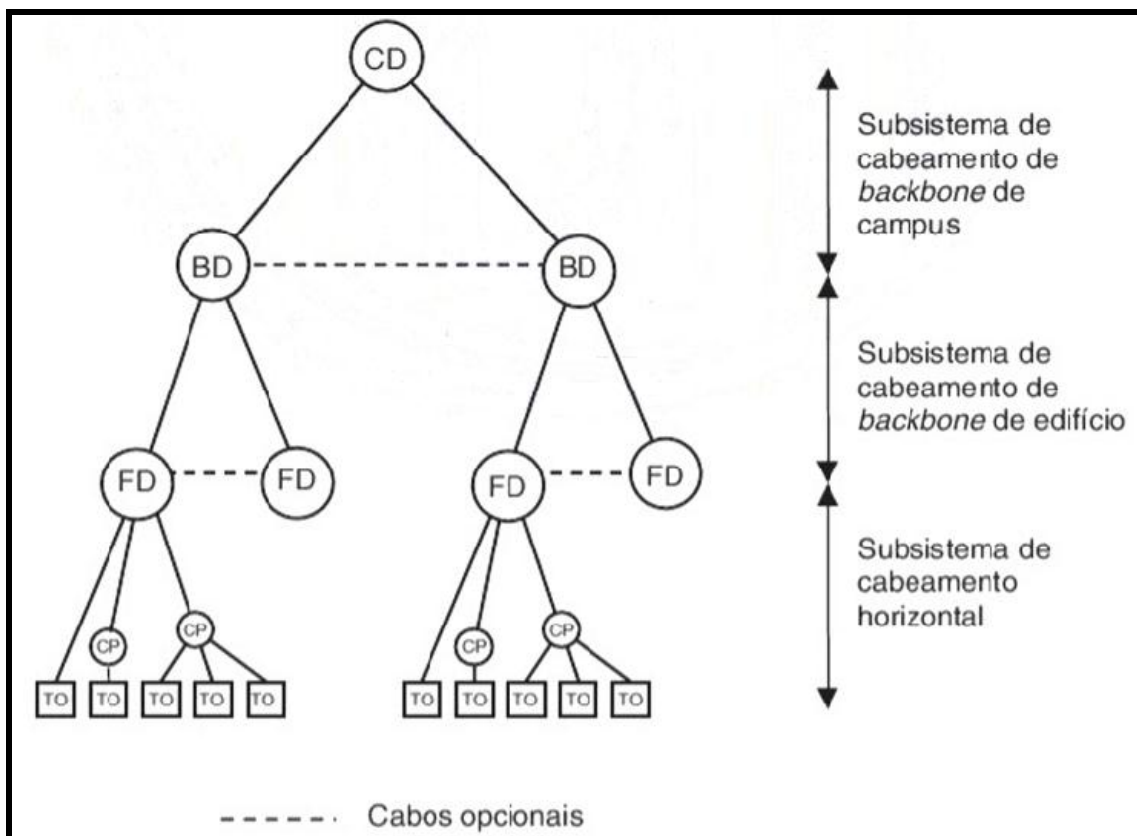 CD
Subsistema de
cabeamento de
backbone de
campus
BD BD
Subsistema de
cabeamento de
backbone de edifício
FD FD FD FD
Subsistema de
cabeamento
horizontal
CP CP CP CP
TO TO TO TO TO TO TO TO TO TO
Cabos opcionais